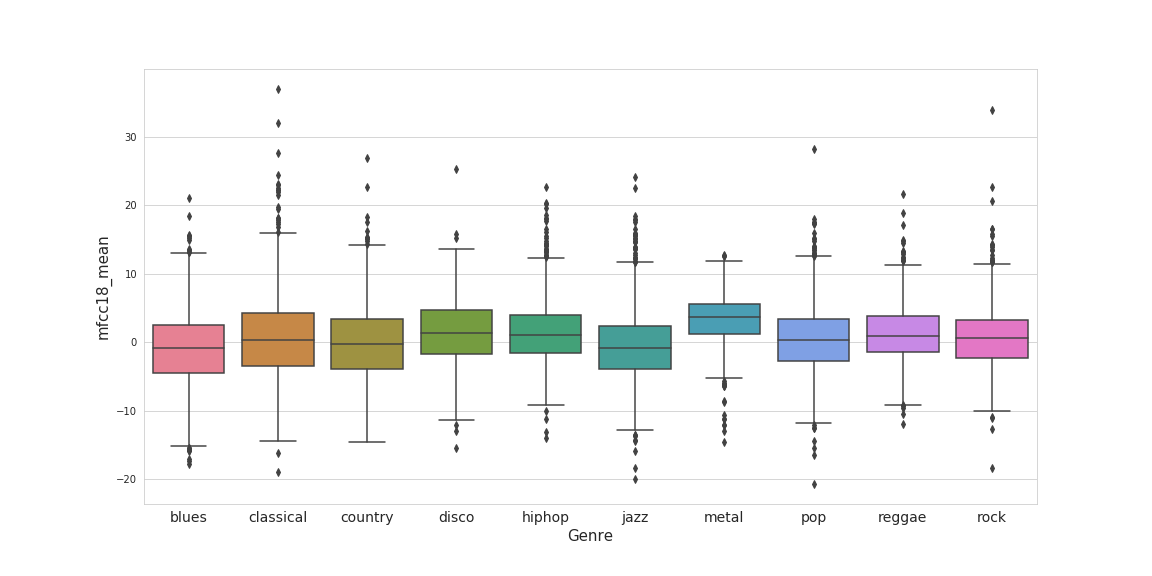 mfcc18_mean
30
20
10
0
−10
−20
blues classical country disco hiphop jazz metal pop reggae rock
Genre